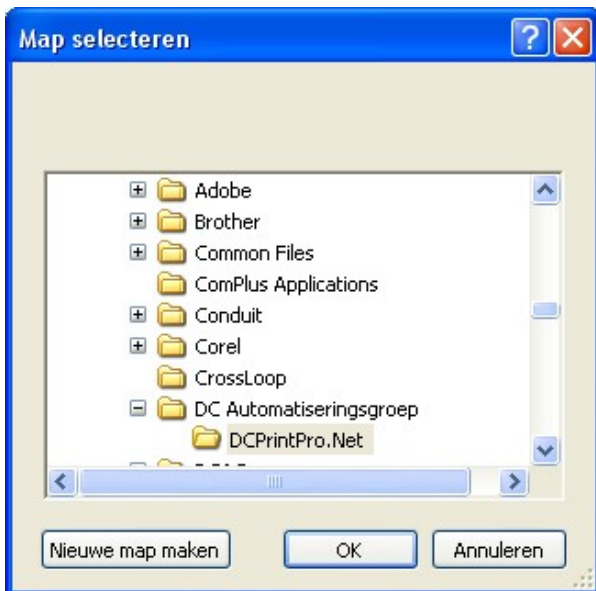 Map selecteren
Adobe
Brother
Common Files
ComPlus Applications
Conduit
Corel
CrossLoop
DC Automatiseringsgroep
DCPrintPro.Net
Nieuwe map maken
OK
Annuleren